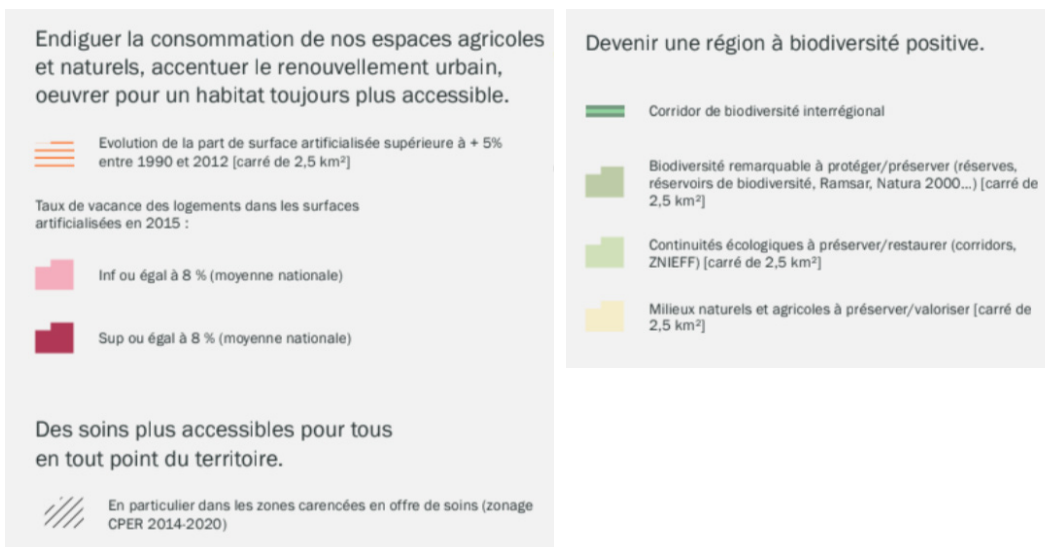 Endiguer la consommation de nos espaces agricoles
et naturels, accentuer le renouvellement urbain,
oeuvrer pour un habitat toujours plus accessible.
Evolution de la part de surface artificialisée supérieure à + 5%
entre 1990 et 2012 [carré de 2,5 km²]
Taux de vacance des logements dans les surfaces
artificialisées en 2015 :
Inf ou égal à 8 % (moyenne nationale)
Sup ou égal à 8 % (moyenne nationale)
Des soins plus accessibles pour tous
en tout point du territoire.
En particulier dans les zones carencées en offre de soins (zonage
CPER 2014-2020)
Devenir une région à biodiversité positive.
Corridor de biodiversité interrégional
Biodiversité remarquable à protéger/préserver (réserves,
réservoirs de biodiversité, Ramsar, Natura 2000...) [carré de
2,5 km²]
Continuités écologiques à préserver/restaurer (corridors,
ZNIEFF) [carré de 2,5 km²]
Milieux naturels et agricoles à préserver/valoriser [carré de
2,5 km²]